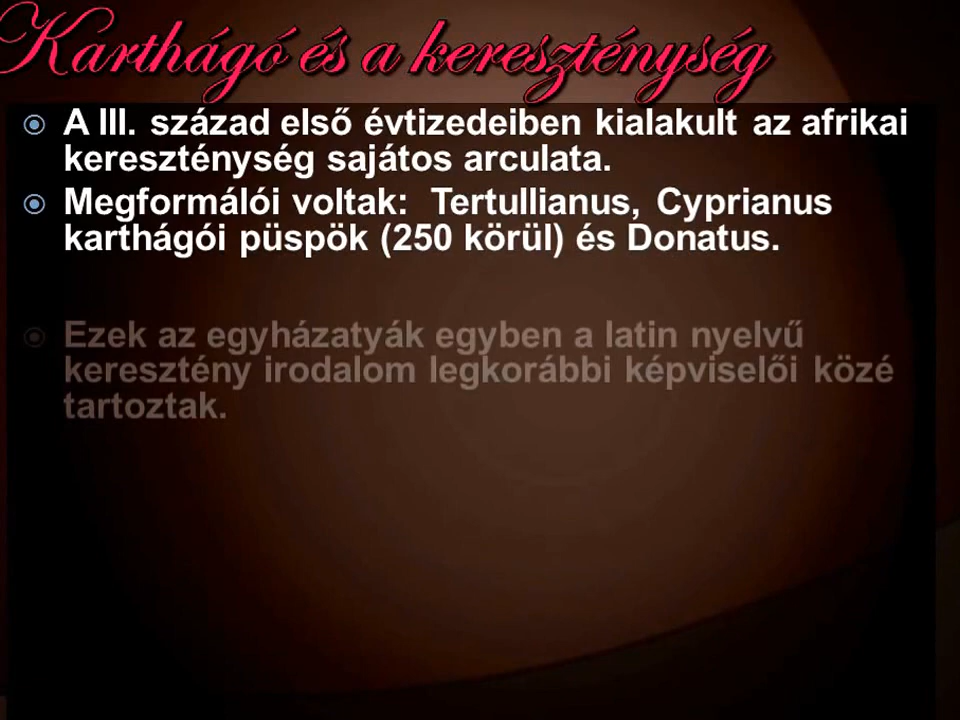 Karthágó és a kereszténység
A III. század első évtizedeiben kialakult az afrikai
kereszténység sajátos arculata.
Megformálói voltak:  Tertullianus, Cyprianus
karthágói püspök (250 körül) és Donatus.
Ezek az egyházatyák egyben a latin nyelvű
keresztény irodalom legkorábbi képviselői közé
tartoztak.